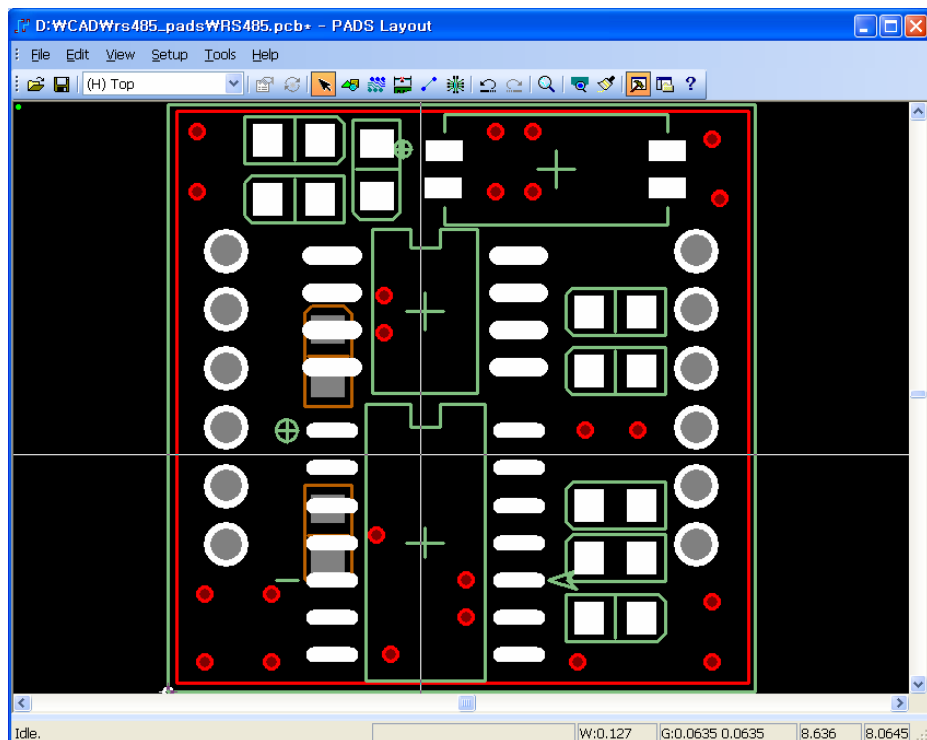 D:₩CAD₩rs485_pads₩RS485.pcb* - PADS Layout
File Edit View Setup Tools Help
(H) Top
?
Idle. W:0.127 G:0.0635 0.0635 8.636 8.0645